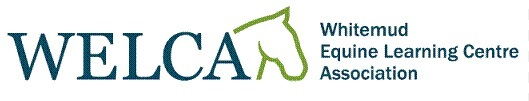 WELCA
Whitemud
Equine Learning Centre
Association